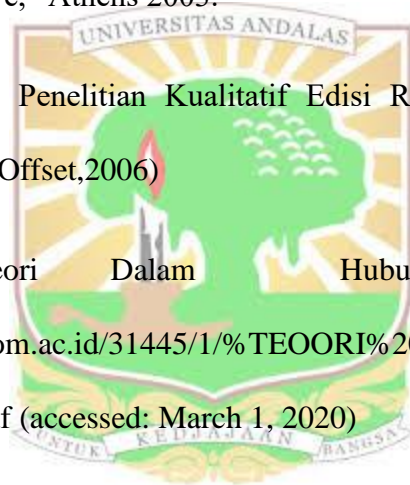 e,” Athens 2003.
UNIVERSITAS ANDALAS
Penelitian Kualitatif Edisi R
Offset,2006)
eori Dalam Hubu
om.ac.id/31445/1/%TEOORI%2
f (accessed: March 1, 2020)
UNTUK KEDJAJAAN BANGSA